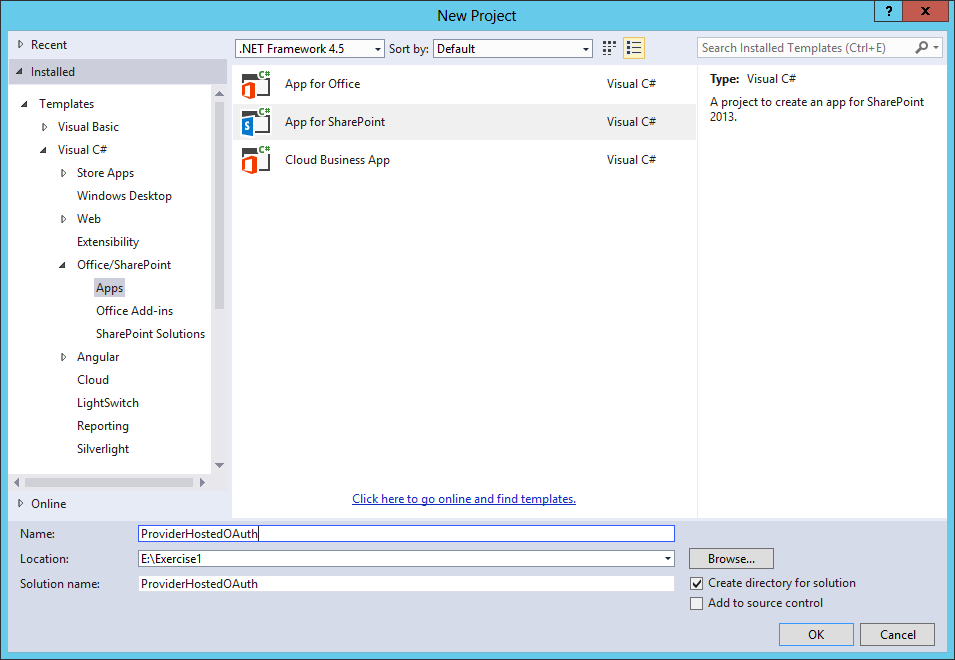 New Project
?
x
Recent
Installed
.NET Framework 4.5
Sort by:
Default
Search Installed Templates (Ctrl+E)
Templates
Visual Basic
Visual C#
Store Apps
Windows Desktop
Web
Extensibility
Office/SharePoint
Apps
Office Add-ins
SharePoint Solutions
Angular
Cloud
LightSwitch
Reporting
Silverlight
Online
C#
App for Office
Visual C#
C#
S
App for SharePoint
Visual C#
C#
Cloud Business App
Visual C#
Click here to go online and find templates.
Type: Visual C#
A project to create an app for SharePoint
2013.
Name:
ProviderHostedOAuth
Location:
E:\Exercise1
Browse...
Solution name:
ProviderHostedOAuth
Create directory for solution
Add to source control
OK
Cancel